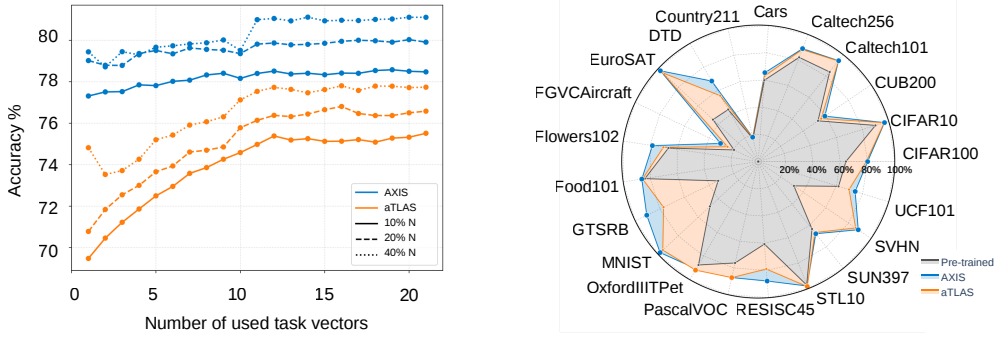 80
78
76
74
72
70
Accuracy %
0
5
10
15
20
Number of used task vectors
AXIS
aTLAS
10% N
20% N
40% N
Cars
Country211
Caltech256
DTD
Caltech101
EuroSAT
CUB200
FGVCAircraft
CIFAR10
Flowers102
CIFAR100
20% 40% 60% 80% 100%
Food101
UCF101
GTSRB
SVHN
MNIST
SUN397
OxfordIIITPet
STL10
PascalVOC
RESISC45
Pre-trained
AXIS
aTLAS